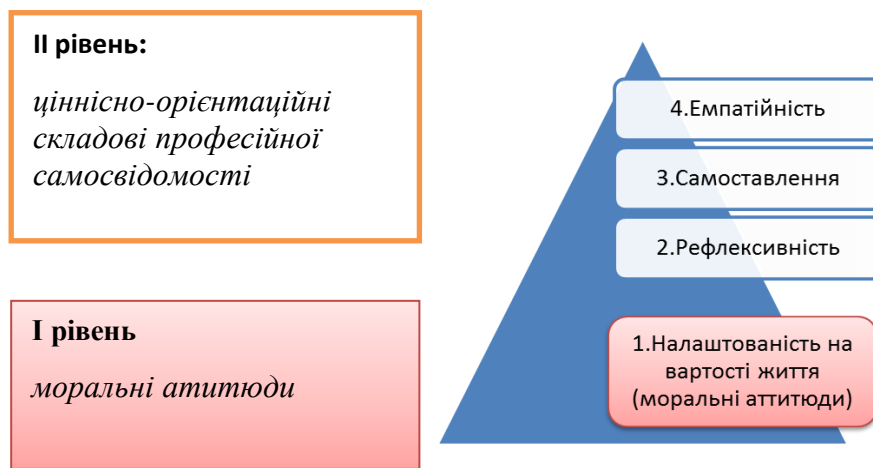 II рівень:
ціннісно-орієнтаційні
складові професійної
самосвідомості
I рівень
моральні атитюди
4.Емпатійність
3.Самоставлення
2.Рефлексивність
1.Налаштованість на
вартості життя
(моральні аттитюди)